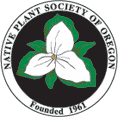 NATIVE PLANT SOCIETY OF OREGON
Founded 1961